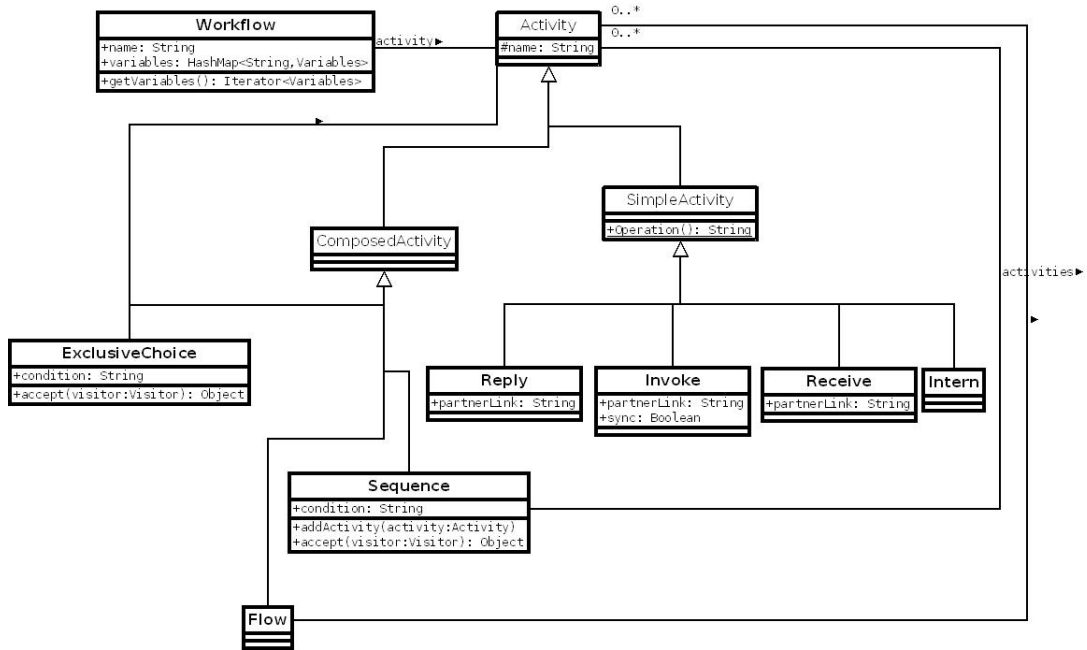 0..*
Workflow
Activity
0..*
+name: String
activity
#name: String
+variables: HashMap<String,Variables>
+getVariables(): Iterator<Variables>
SimpleActivity
+Operation(): String
ComposedActivity
activities
ExclusiveChoice
+condition: String
+accept(visitor:Visitor): Object
Reply
+partnerLink: String
Invoke
+partnerLink: String
+sync: Boolean
Receive
+partnerLink: String
Intern
Sequence
+condition: String
+addActivity(activity:Activity)
+accept(visitor:Visitor): Object
Flow